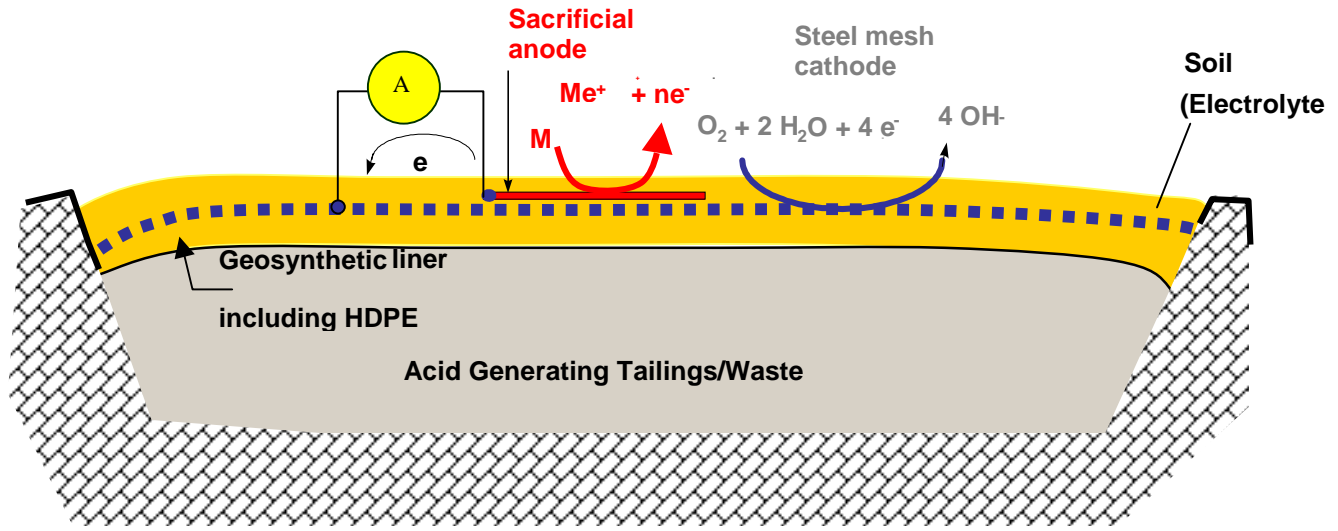 Sacrificial
anode
Steel mesh
cathode
Soil
(Electrolyte
A
Me+ + ne-
O2 + 2 H2O + 4 e- 4 OH-
M
e
Geosynthetic liner
including HDPE
Acid Generating Tailings/Waste